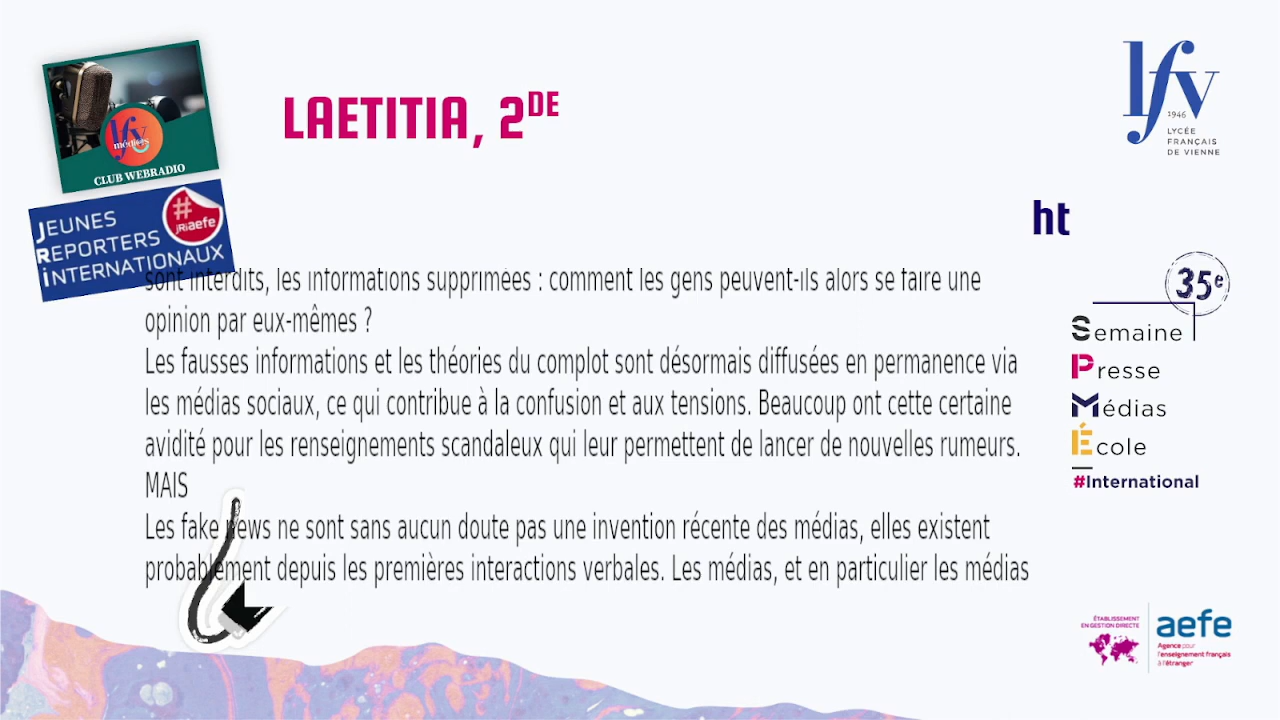 LAETITIA, 2DE
lfv
1946
LYCÉE
FRANÇAIS
DE VIENNE
lfv
médi@s
CLUB WEBRADIO
JEUNES
REPORTERS
iNTERNATIONAUX
#
jRiaefe
ht
sont interdits, les informations supprimées : comment les gens peuvent-ils alors se faire une
opinion par eux-mêmes ?
Les fausses informations et les théories du complot sont désormais diffusées en permanence via
les médias sociaux, ce qui contribue à la confusion et aux tensions. Beaucoup ont cette certaine
avidité pour les renseignements scandaleux qui leur permettent de lancer de nouvelles rumeurs.
MAIS
Les fake news ne sont sans aucun doute pas une invention récente des médias, elles existent
probablement depuis les premières interactions verbales. Les médias, et en particulier les médias
35e
Semaine
Presse
Médias
École
#International
ÉTABLISSEMENT
EN GESTION DIRECTE
aefe
Agence pour
l'enseignement français
à l'étranger